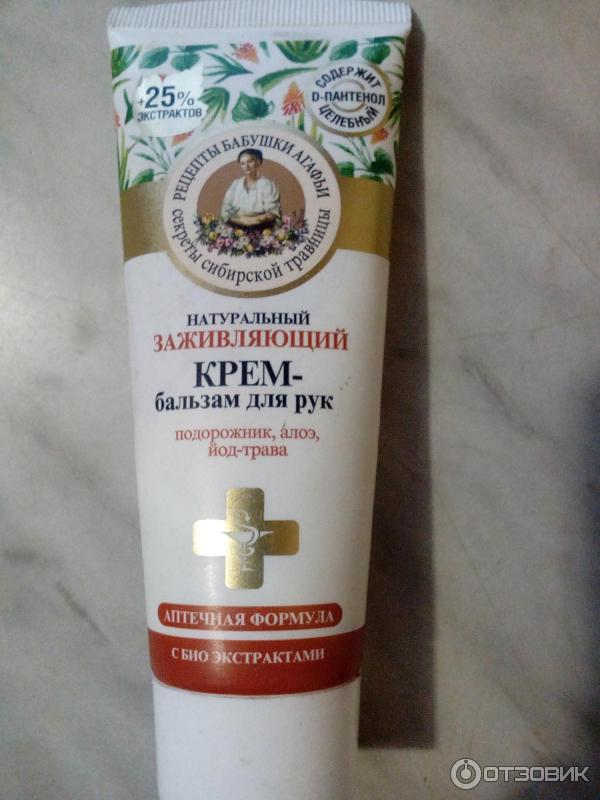 +25%
ЭКСТРАКТОВ
СОДЕРЖИТ
D-ПАНТЕНОЛ
ЦЕЛЕБНЫЙ
РЕЦЕПТЫ БАБУШКИ АГАФЬИ
секреты сибирской травницы
НАТУРАЛЬНЫЙ
ЗАЖИВЛЯЮЩИЙ
КРЕМ-
бальзам для рук
подорожник, алоэ,
йод-трава
АПТЕЧНАЯ ФОРМУЛА
С БИО ЭКСТРАКТАМИ
ОТЗОВИК